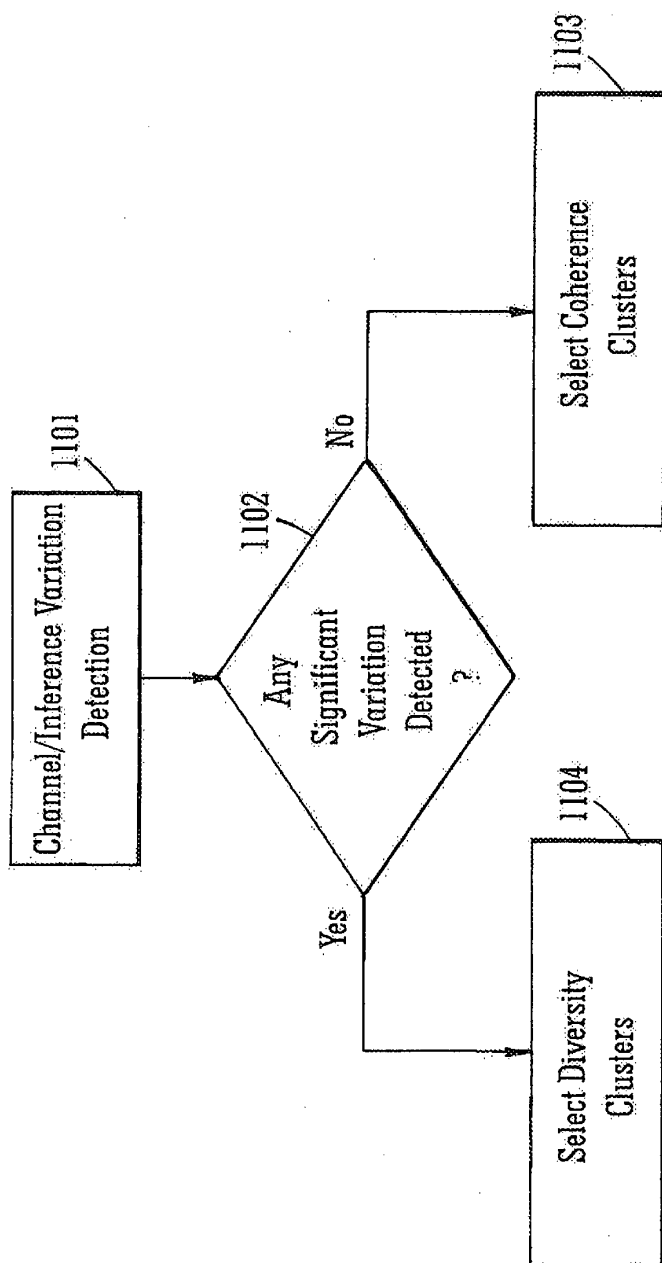 1101
Channel/Inference Variation
Detection
1102
Any
Significant
Variation
Detected
?
Yes
No
1104
Select Diversity
Clusters
1103
Select Coherence
Clusters